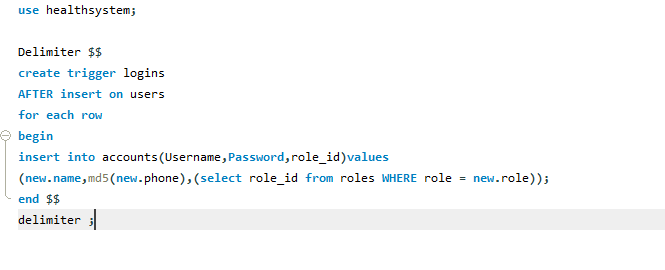 use healthsystem;
Delimiter $$
create trigger logins
AFTER insert on users
for each row
begin
insert into accounts(Username,Password,role_id)values
(new.name,md5(new.phone),(select role_id from roles WHERE role = new.role));
end $$
delimiter ;